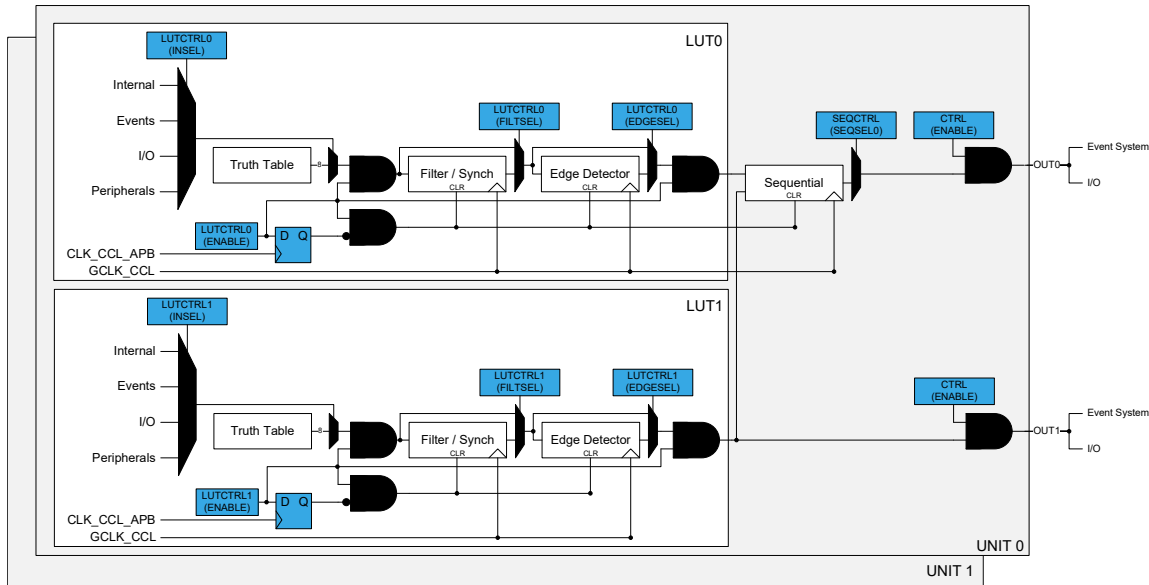 LUT0
LUTCTRL0
(INSEL)
Internal
Events
I/O
Peripherals
Truth Table
8
LUTCTRL0
(FILTSEL)
LUTCTRL0
(EDGESEL)
Filter / Synch
CLR
Edge Detector
CLR
LUTCTRL0
(ENABLE)
D Q
CLK_CCL_APB
GCLK_CCL
SEQCTRL
(SEQSEL0)
Sequential
CLR
CTRL
(ENABLE)
OUT0
Event System
I/O
LUT1
LUTCTRL1
(INSEL)
Internal
Events
I/O
Peripherals
Truth Table
8
LUTCTRL1
(FILTSEL)
LUTCTRL1
(EDGESEL)
Filter / Synch
CLR
Edge Detector
CLR
LUTCTRL1
(ENABLE)
D Q
CLK_CCL_APB
GCLK_CCL
CTRL
(ENABLE)
OUT1
Event System
I/O
UNIT 0
UNIT 1